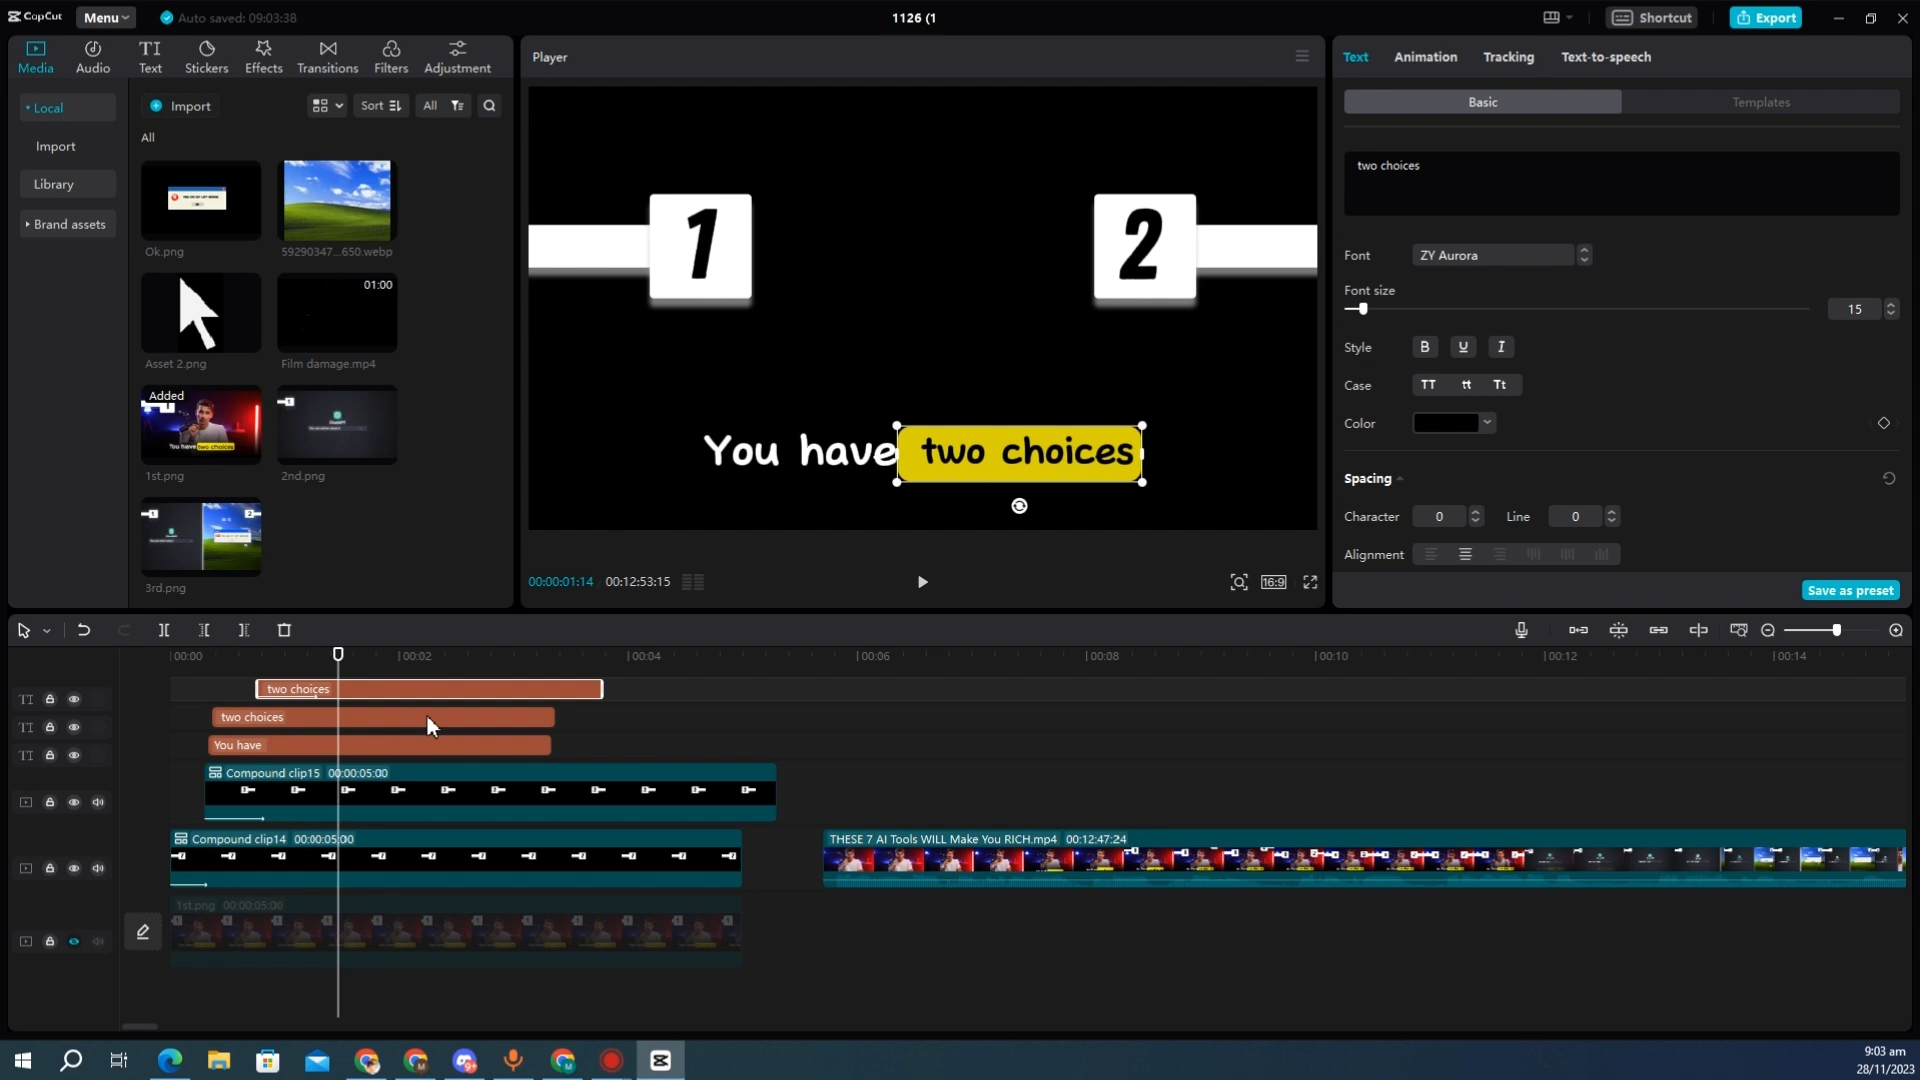 CapCut
Menu
Auto saved: 09:03:38
1126 (1
Shortcut
Export
Media
Audio
Text
Stickers
Effects
Transitions
Filters
Adjustment
Local
Import
Library
Brand assets
Import
Sort
All
All
Ok.png
59290347...650.webp
Asset 2.png
01:00
Film damage.mp4
Added
You have two choices
1st.png
2nd.png
3rd.png
Player
1
2
You have two choices
00:00:01:14
00:12:53:15
16:9
Text
Animation
Tracking
Text-to-speech
Basic
Templates
two choices
Font
ZY Aurora
Font size
15
Style
B
U
I
Case
TT
tt
Tt
Color
Spacing
Character
0
Line
0
Alignment
Save as preset
00:00
00:02
00:04
00:06
00:08
00:10
00:12
00:14
two choices
two choices
You have
Compound clip15 00:00:05:00
Compound clip14 00:00:05:00
THESE 7 AI Tools WILL Make You RICH.mp4 00:12:47:24
1st.png 00:00:05:00
9:03 am
28/11/2023